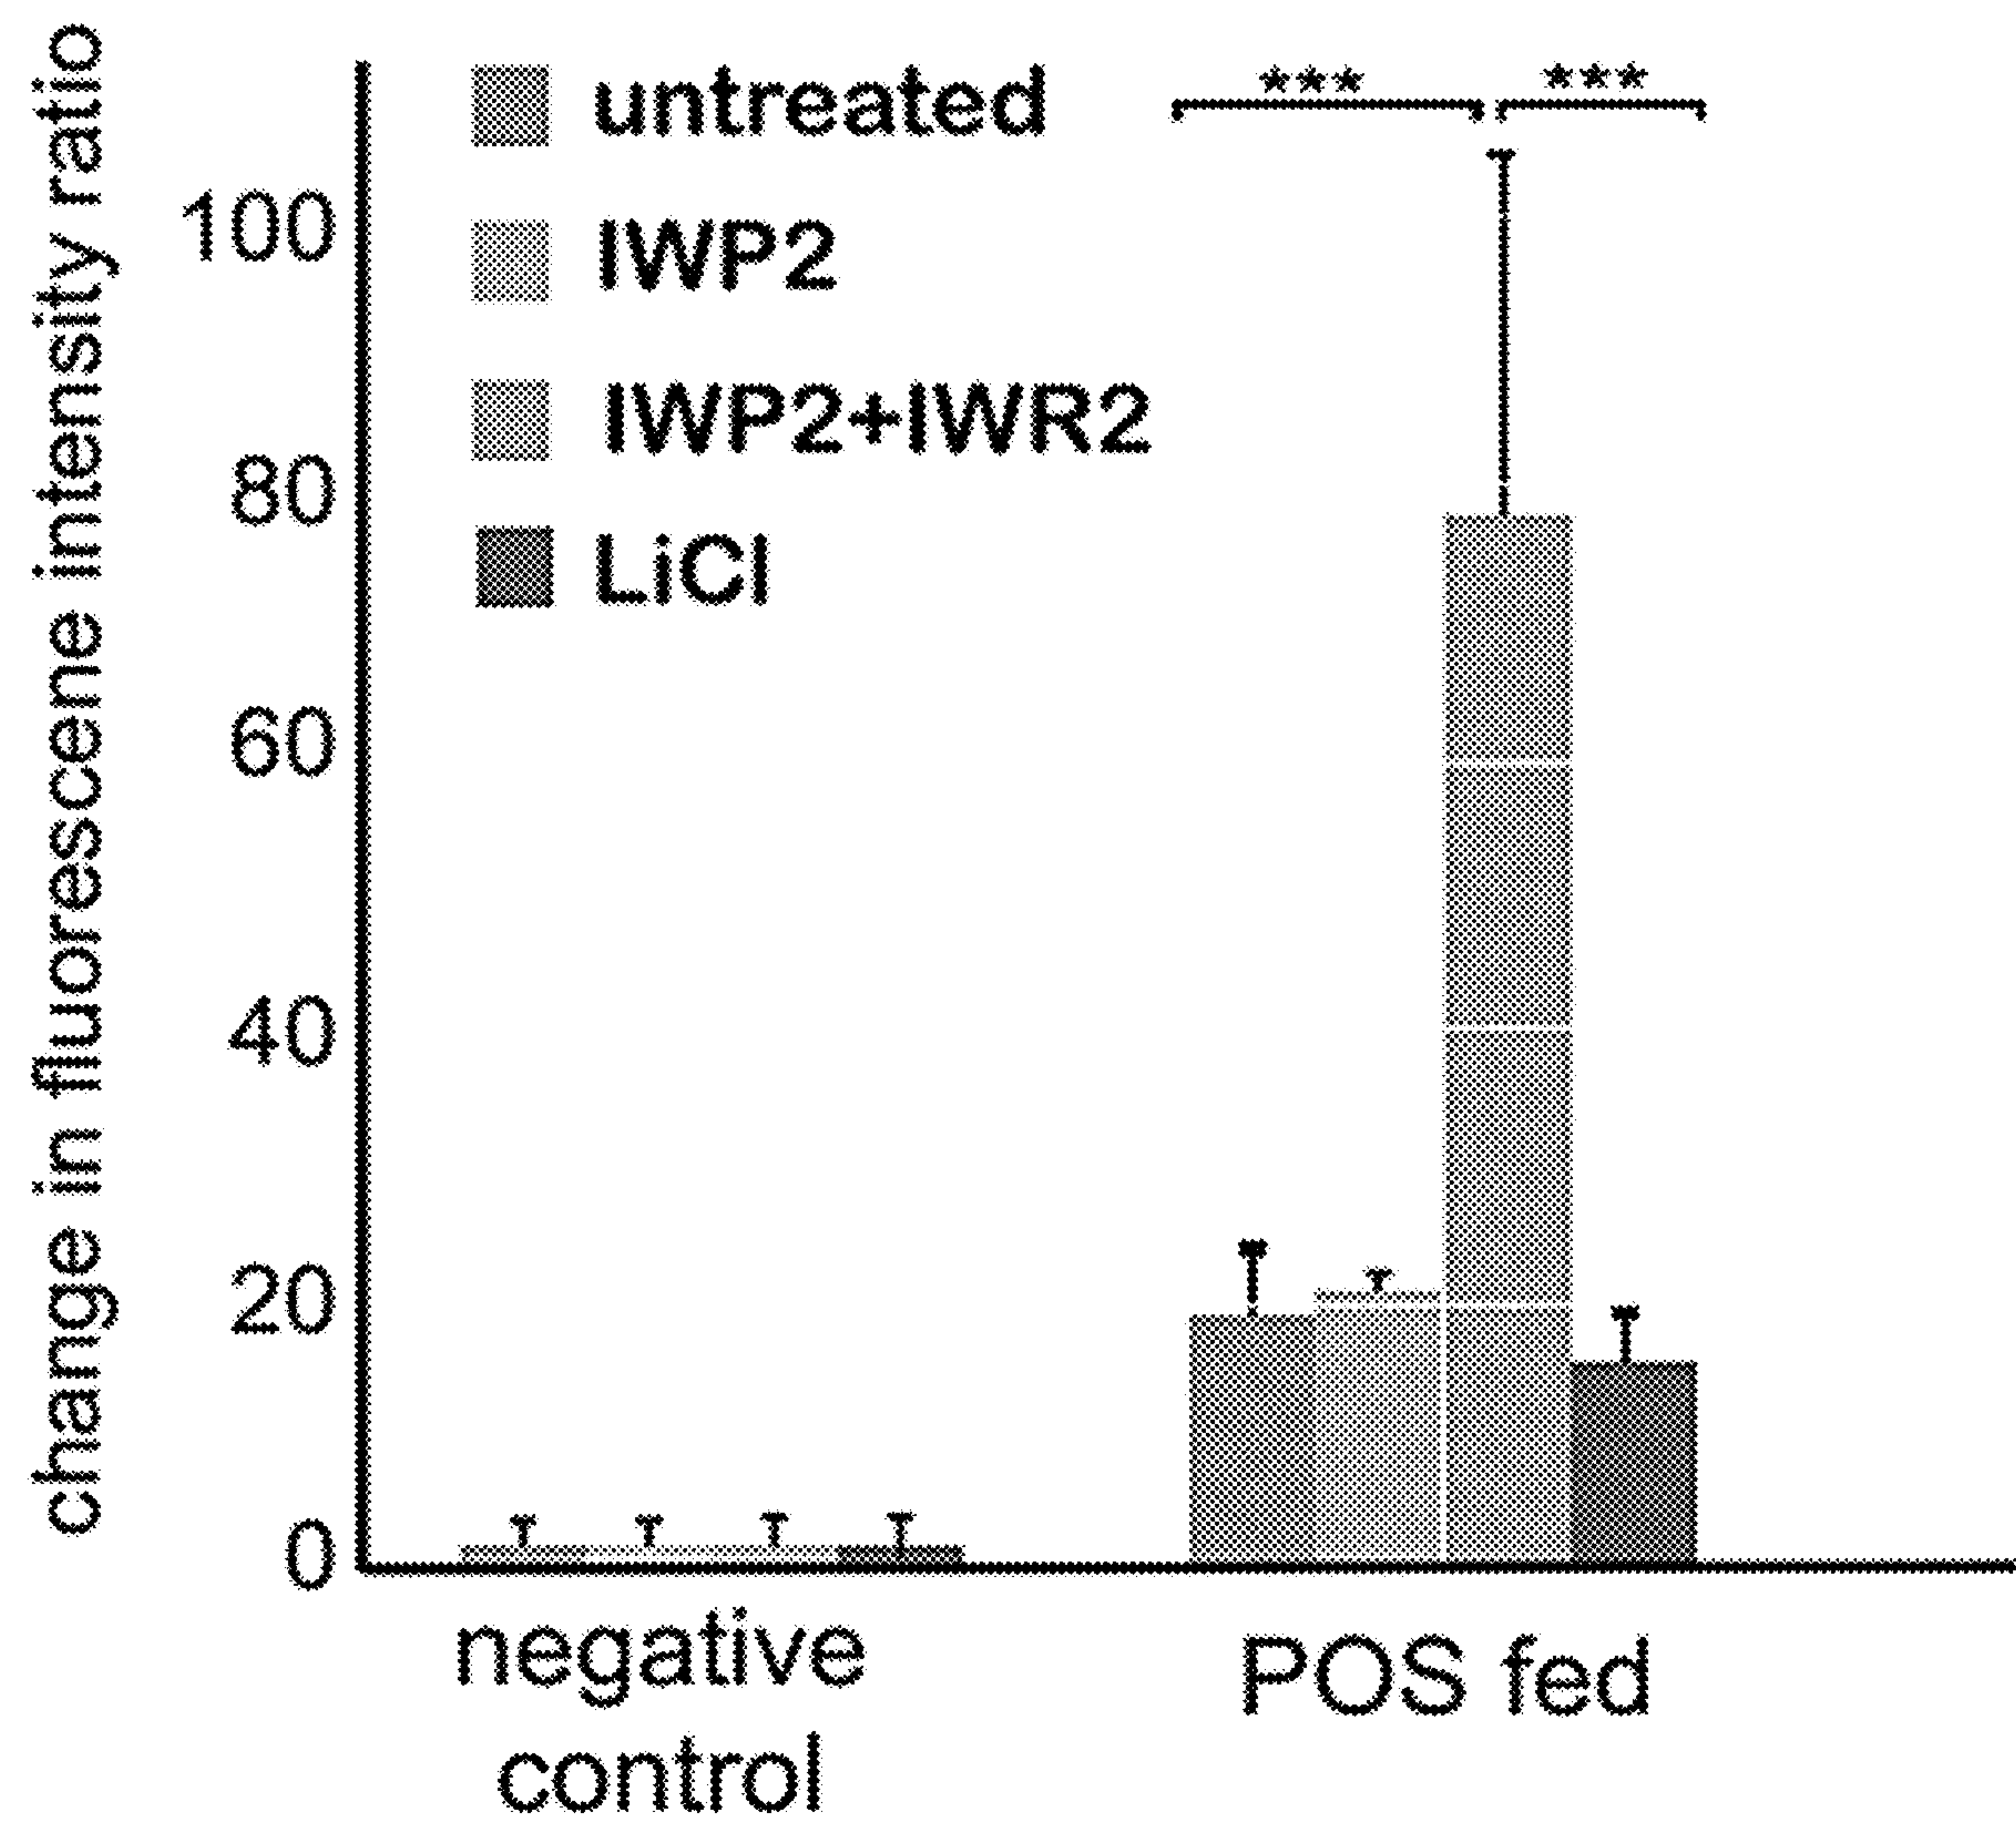 change in fluorescene intensity ratio
100
80
60
40
20
0
untreated
IWP2
IWP2+IWR2
LiCl
***
***
negative
control
POS fed